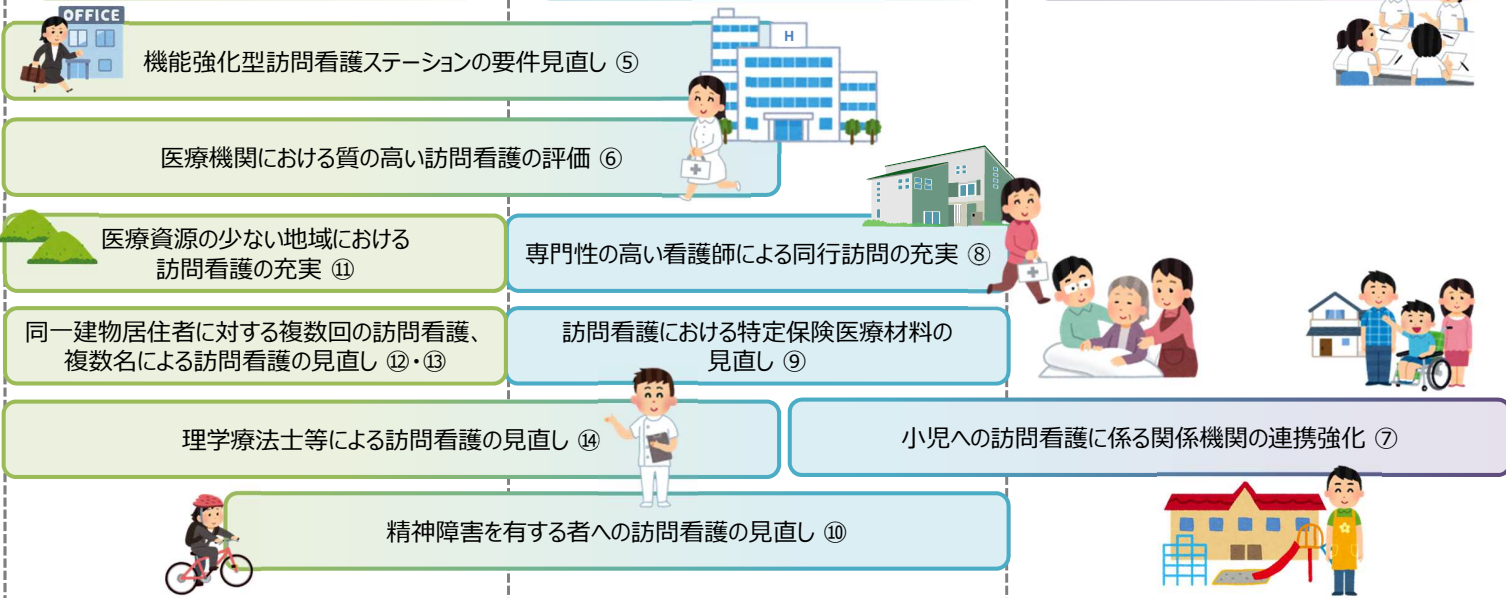 OFFICE
H
機能強化型訪問看護ステーションの要件見直し ⑤
医療機関における質の高い訪問看護の評価 ⑥
医療資源の少ない地域における
訪問看護の充実 ⑪
専門性の高い看護師による同行訪問の充実 ⑧
同一建物居住者に対する複数回の訪問看護、
複数名による訪問看護の見直し ⑫・⑬
訪問看護における特定保険医療材料の
見直し ⑨
理学療法士等による訪問看護の見直し ⑭
小児への訪問看護に係る関係機関の連携強化 ⑦
精神障害を有する者への訪問看護の見直し ⑩